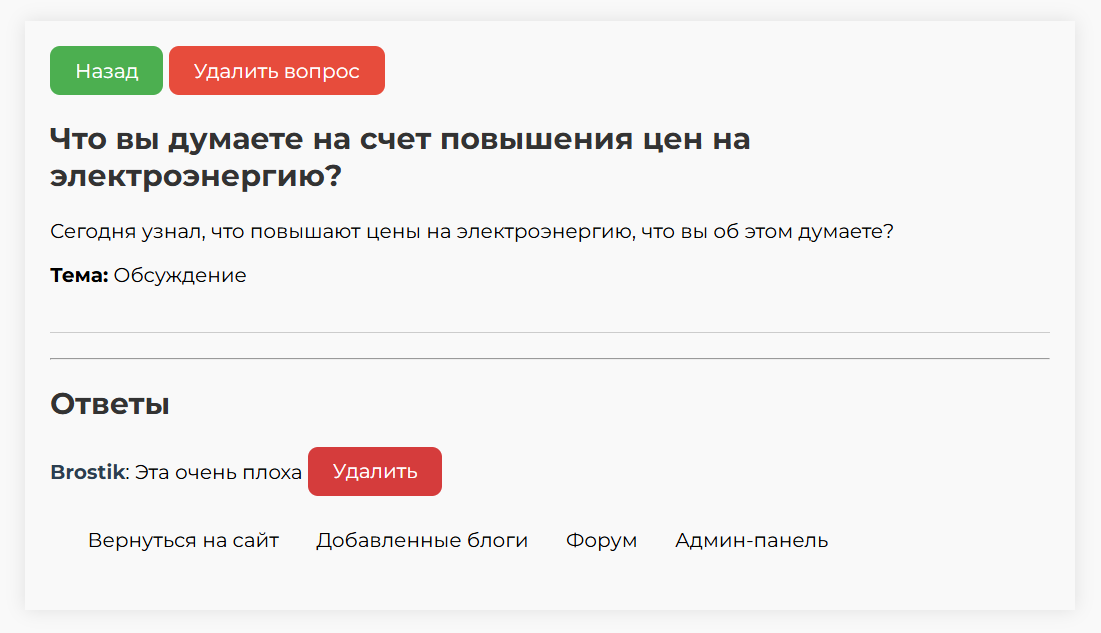 Назад Удалить вопрос
Что вы думаете на счет повышения цен на
электроэнергию?
Сегодня узнал, что повышают цены на электроэнергию, что вы об этом думаете?
Тема: Обсуждение
Ответы
Brostik: Эта очень плоха Удалить
Вернуться на сайт Добавленные блоги Форум Админ-панель